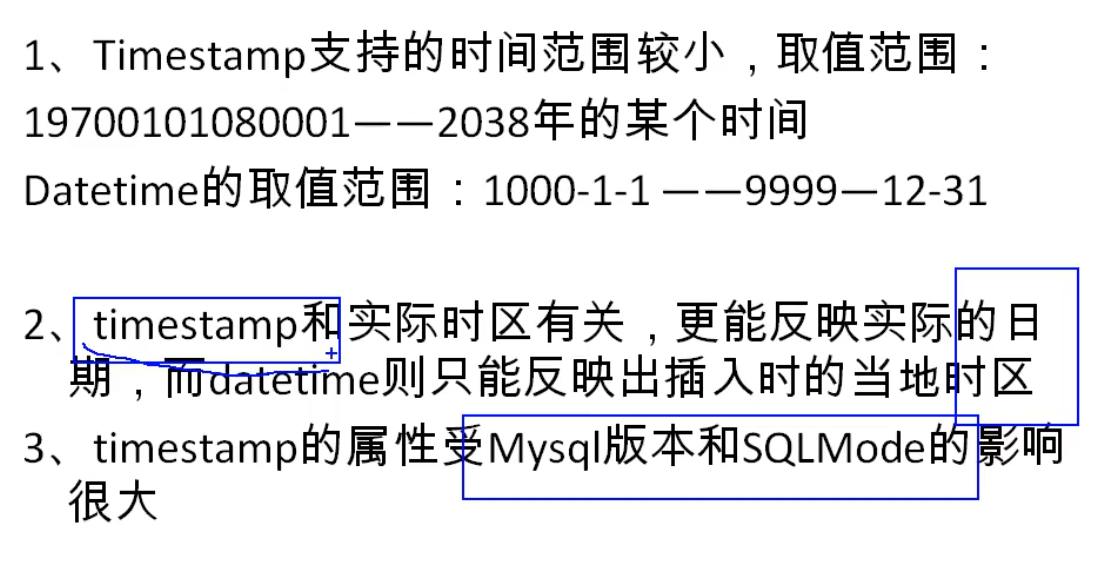 1、Timestamp支持的时间范围较小，取值范围：
19700101080001——2038年的某个时间
Datetime的取值范围：1000-1-1 ——9999—12-31
2、timestamp和实际时区有关，更能反映实际的日
期，而datetime则只能反映出插入时的当地时区
3、timestamp的属性受Mysql版本和SQLMode的影响
很大